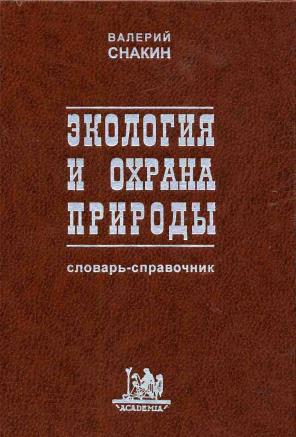 ВАЛЕРИЙ
СНАКИН
ЭКОЛОГИЯ
И ОХРАНА
ПРИРОДЫ
словарь-справочник
ACADEMIA